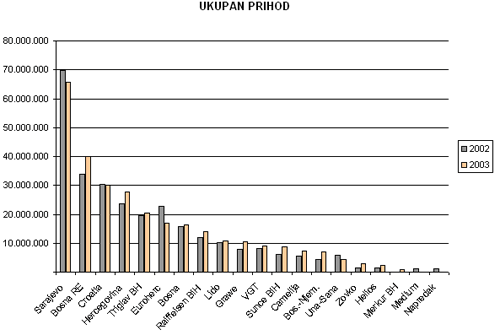 UKUPAN PRIHOD
80.000.000
70.000.000
60.000.000
50.000.000
40.000.000
30.000.000
20.000.000
10.000.000
2002
2003
Sarajevo
Bosna RE
Croatia
Hercegovina
Triglav BH
Euroherc
Bosna
Raiffeisen BIH
Lido
Grawe
VGT
Sunce BIH
Camelija
Bos.-Njem.
Una-Sana
Zovko
Helios
Merkur BH
Medium
Napredak